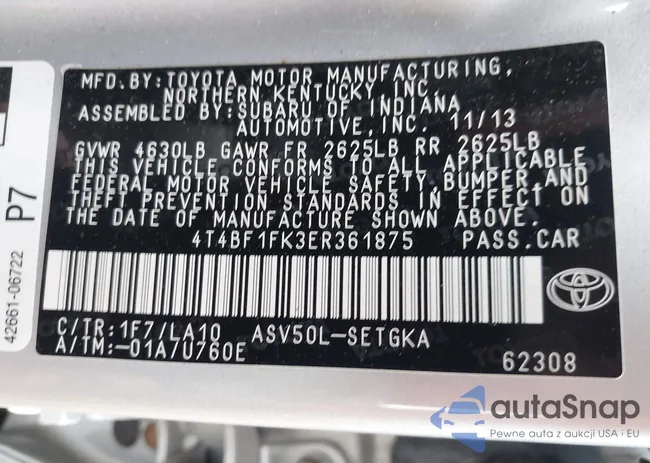 MFD.BY:TOYOTA MOTOR MANUFACTURING,
NORTHERN KENTUCKY, INC.
ASSEMBLED BY:SUBARU OF INDIANA
AUTOMOTIVE,INC. 11/13
GVWR 4630LB GAWR FR 2625LB RR 2625LB
THIS VEHICLE CONFORMS TO ALL APPLICABLE
FEDERAL MOTOR VEHICLE SAFETY,BUMPER,AND
THEFT PREVENTION STANDARDS IN EFFECT ON
THE DATE OF MANUFACTURE SHOWN ABOVE.
4T4BF1FK3ER361875 PASS.CAR
C/TR:1F7/LA10 ASV50L-SETGKA
A/TM:-01A/U760E
62308
P7
42661-06722
autaSnap
Pewne auta z aukcji USA i EU